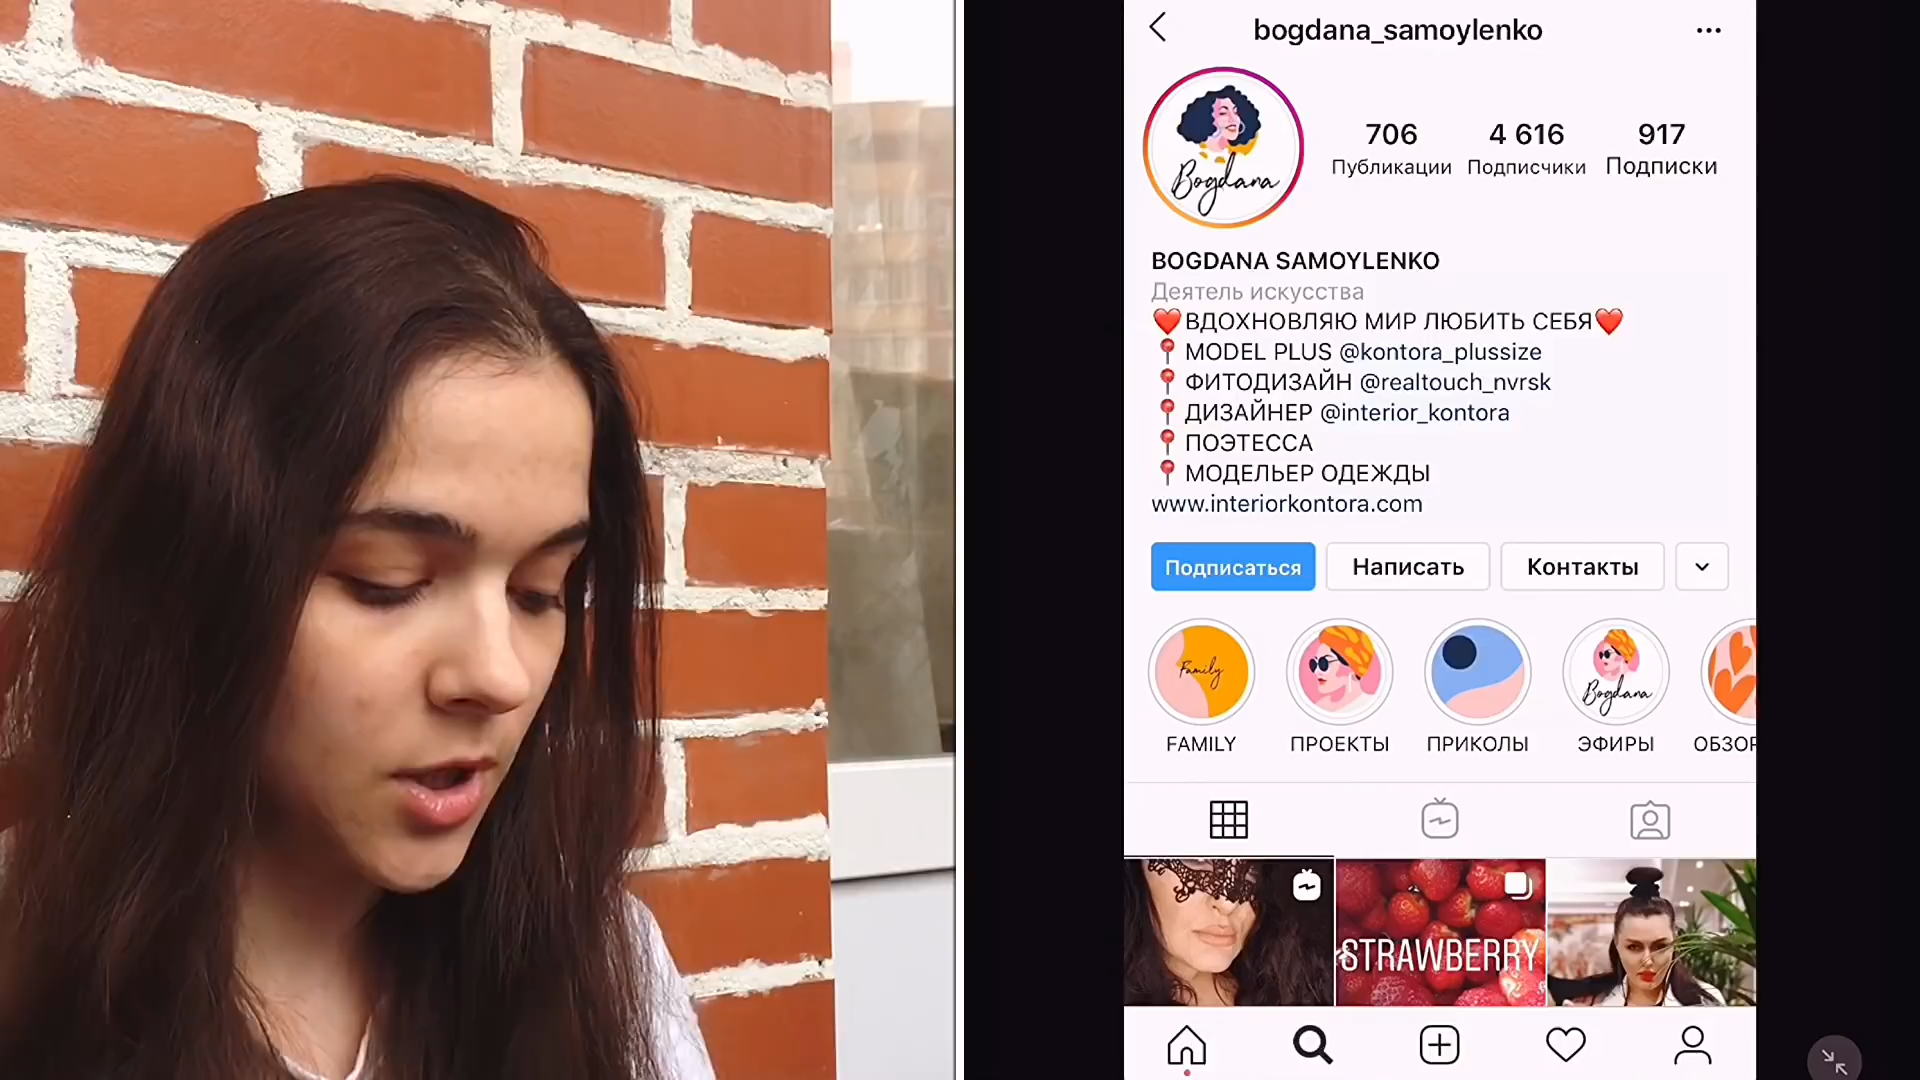 bogdana_samoylenko
Bogdana
706
4 616
917
Публикации
Подписчики
Подписки
BOGDANA SAMOYLENKO
Деятель искусства
❤️ВДОХНОВЛЯЮ МИР ЛЮБИТЬ СЕБЯ❤️
📍MODEL PLUS @kontora_plussize
📍ФИТОДИЗАЙН @realtouch_nvrsk
📍ДИЗАЙНЕР @interior_kontora
📍ПОЭТЕССА
📍МОДЕЛЬЕР ОДЕЖДЫ
www.interiorkontora.com
Подписаться
Написать
Контакты
Family
Bogdana
FAMILY
ПРОЕКТЫ
ПРИКОЛЫ
ЭФИРЫ
ОБЗОР
STRAWBERRY